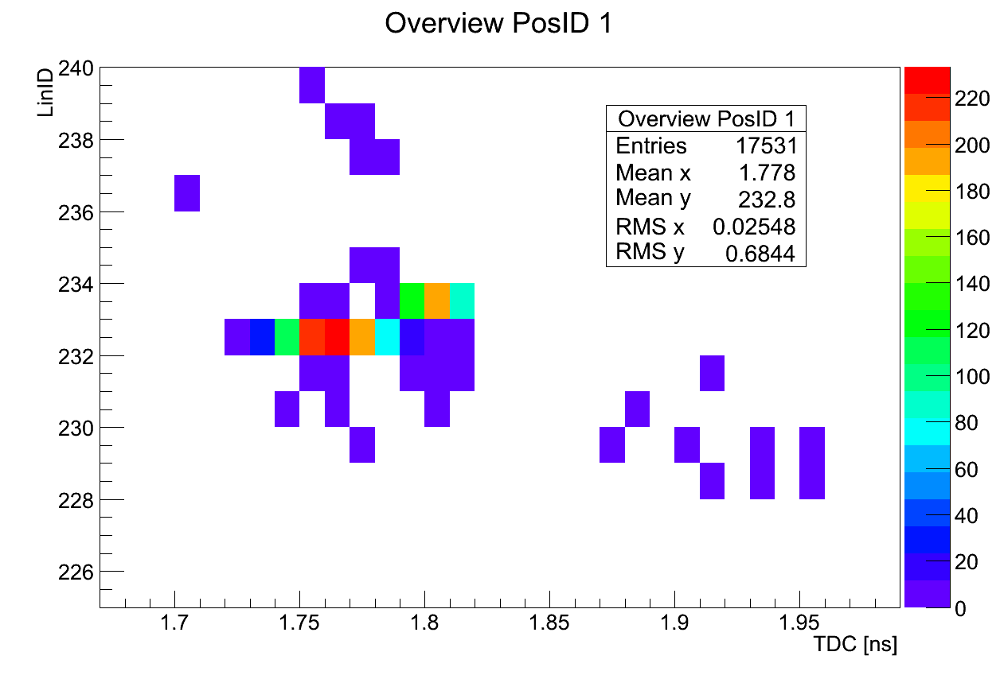 Overview PosID 1
LinID
240
238
236
234
232
230
228
226
Overview PosID 1
Entries 17531
Mean x 1.778
Mean y 232.8
RMS x 0.02548
RMS y 0.6844
220
200
180
160
140
120
100
80
60
40
20
0
1.7 1.75 1.8 1.85 1.9 1.95
TDC [ns]